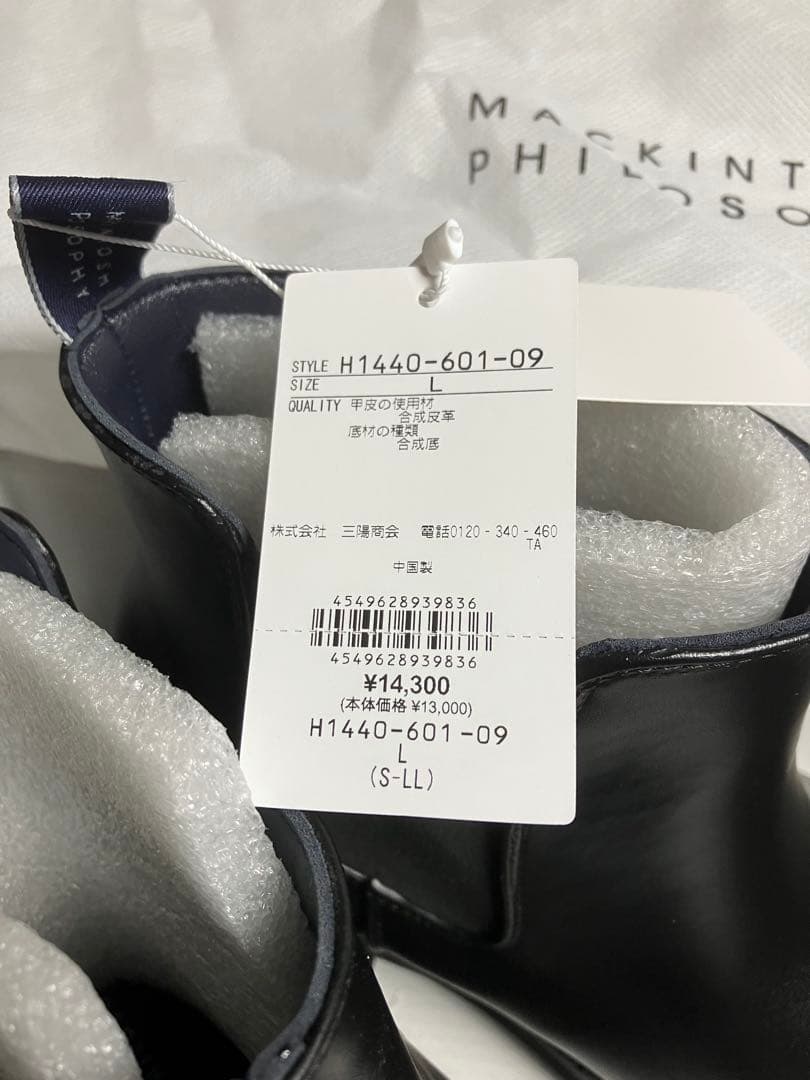 MACKINT
PHILOSO
STYLE H1440-601-09
SIZE L
QUALITY 甲皮の使用材
合成皮革
底材の種類
合成底
株式会社 三陽商会 電話0120-340-460
TA
中国製
4549628939836
4549628939836
¥14,300
(本体価格 ¥13,000)
H1440-601-09
L
(S-LL)